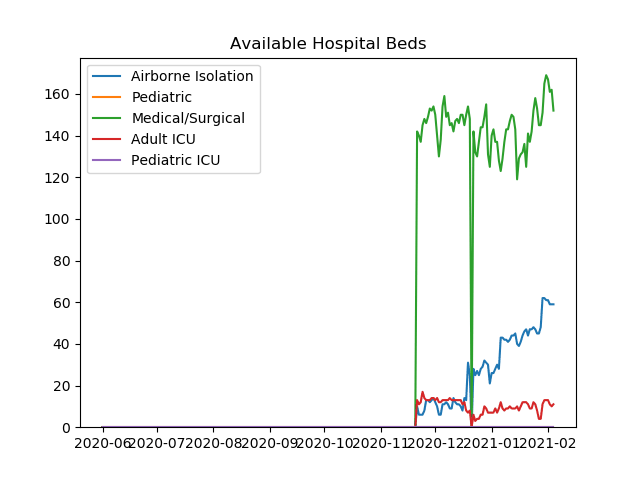 Available Hospital Beds
Airborne Isolation
Pediatric
Medical/Surgical
Adult ICU
Pediatric ICU
160
140
120
100
80
60
40
20
0
2020-06 2020-07 2020-08 2020-09 2020-10 2020-11 2020-12 2021-01 2021-02